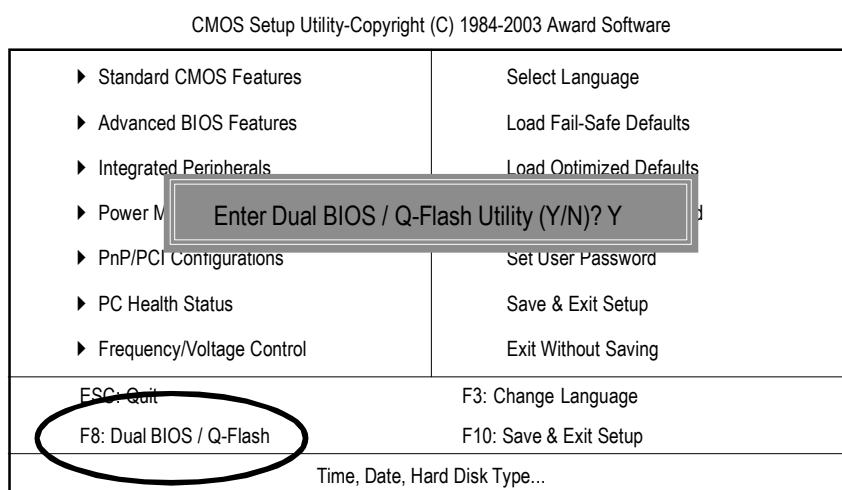 CMOS Setup Utility-Copyright (C) 1984-2003 Award Software
Standard CMOS Features
Select Language
Advanced BIOS Features
Load Fail-Safe Defaults
Integrated Peripherals
Load Optimized Defaults
Power
Enter Dual BIOS / Q-Flash Utility (Y/N)? Y
PnP/PCI Configurations
Set User Password
PC Health Status
Save & Exit Setup
Frequency/Voltage Control
Exit Without Saving
ESC: Quit
F3: Change Language
F8: Dual BIOS / Q-Flash
F10: Save & Exit Setup
Time, Date, Hard Disk Type...